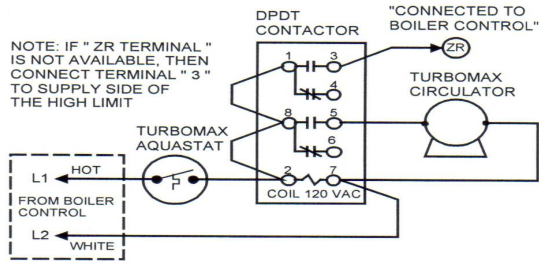 DPDT
CONTACTOR
"CONNECTED TO
BOILER CONTROL"
ZR
NOTE: IF " ZR TERMINAL "
IS NOT AVAILABLE, THEN
CONNECT TERMINAL " 3 "
TO SUPPLY SIDE OF
THE HIGH LIMIT
1
3
4
8
5
6
2
7
COIL 120 VAC
TURBOMAX
CIRCULATOR
TURBOMAX
AQUASTAT
L1
HOT
FROM BOILER
CONTROL
L2
WHITE